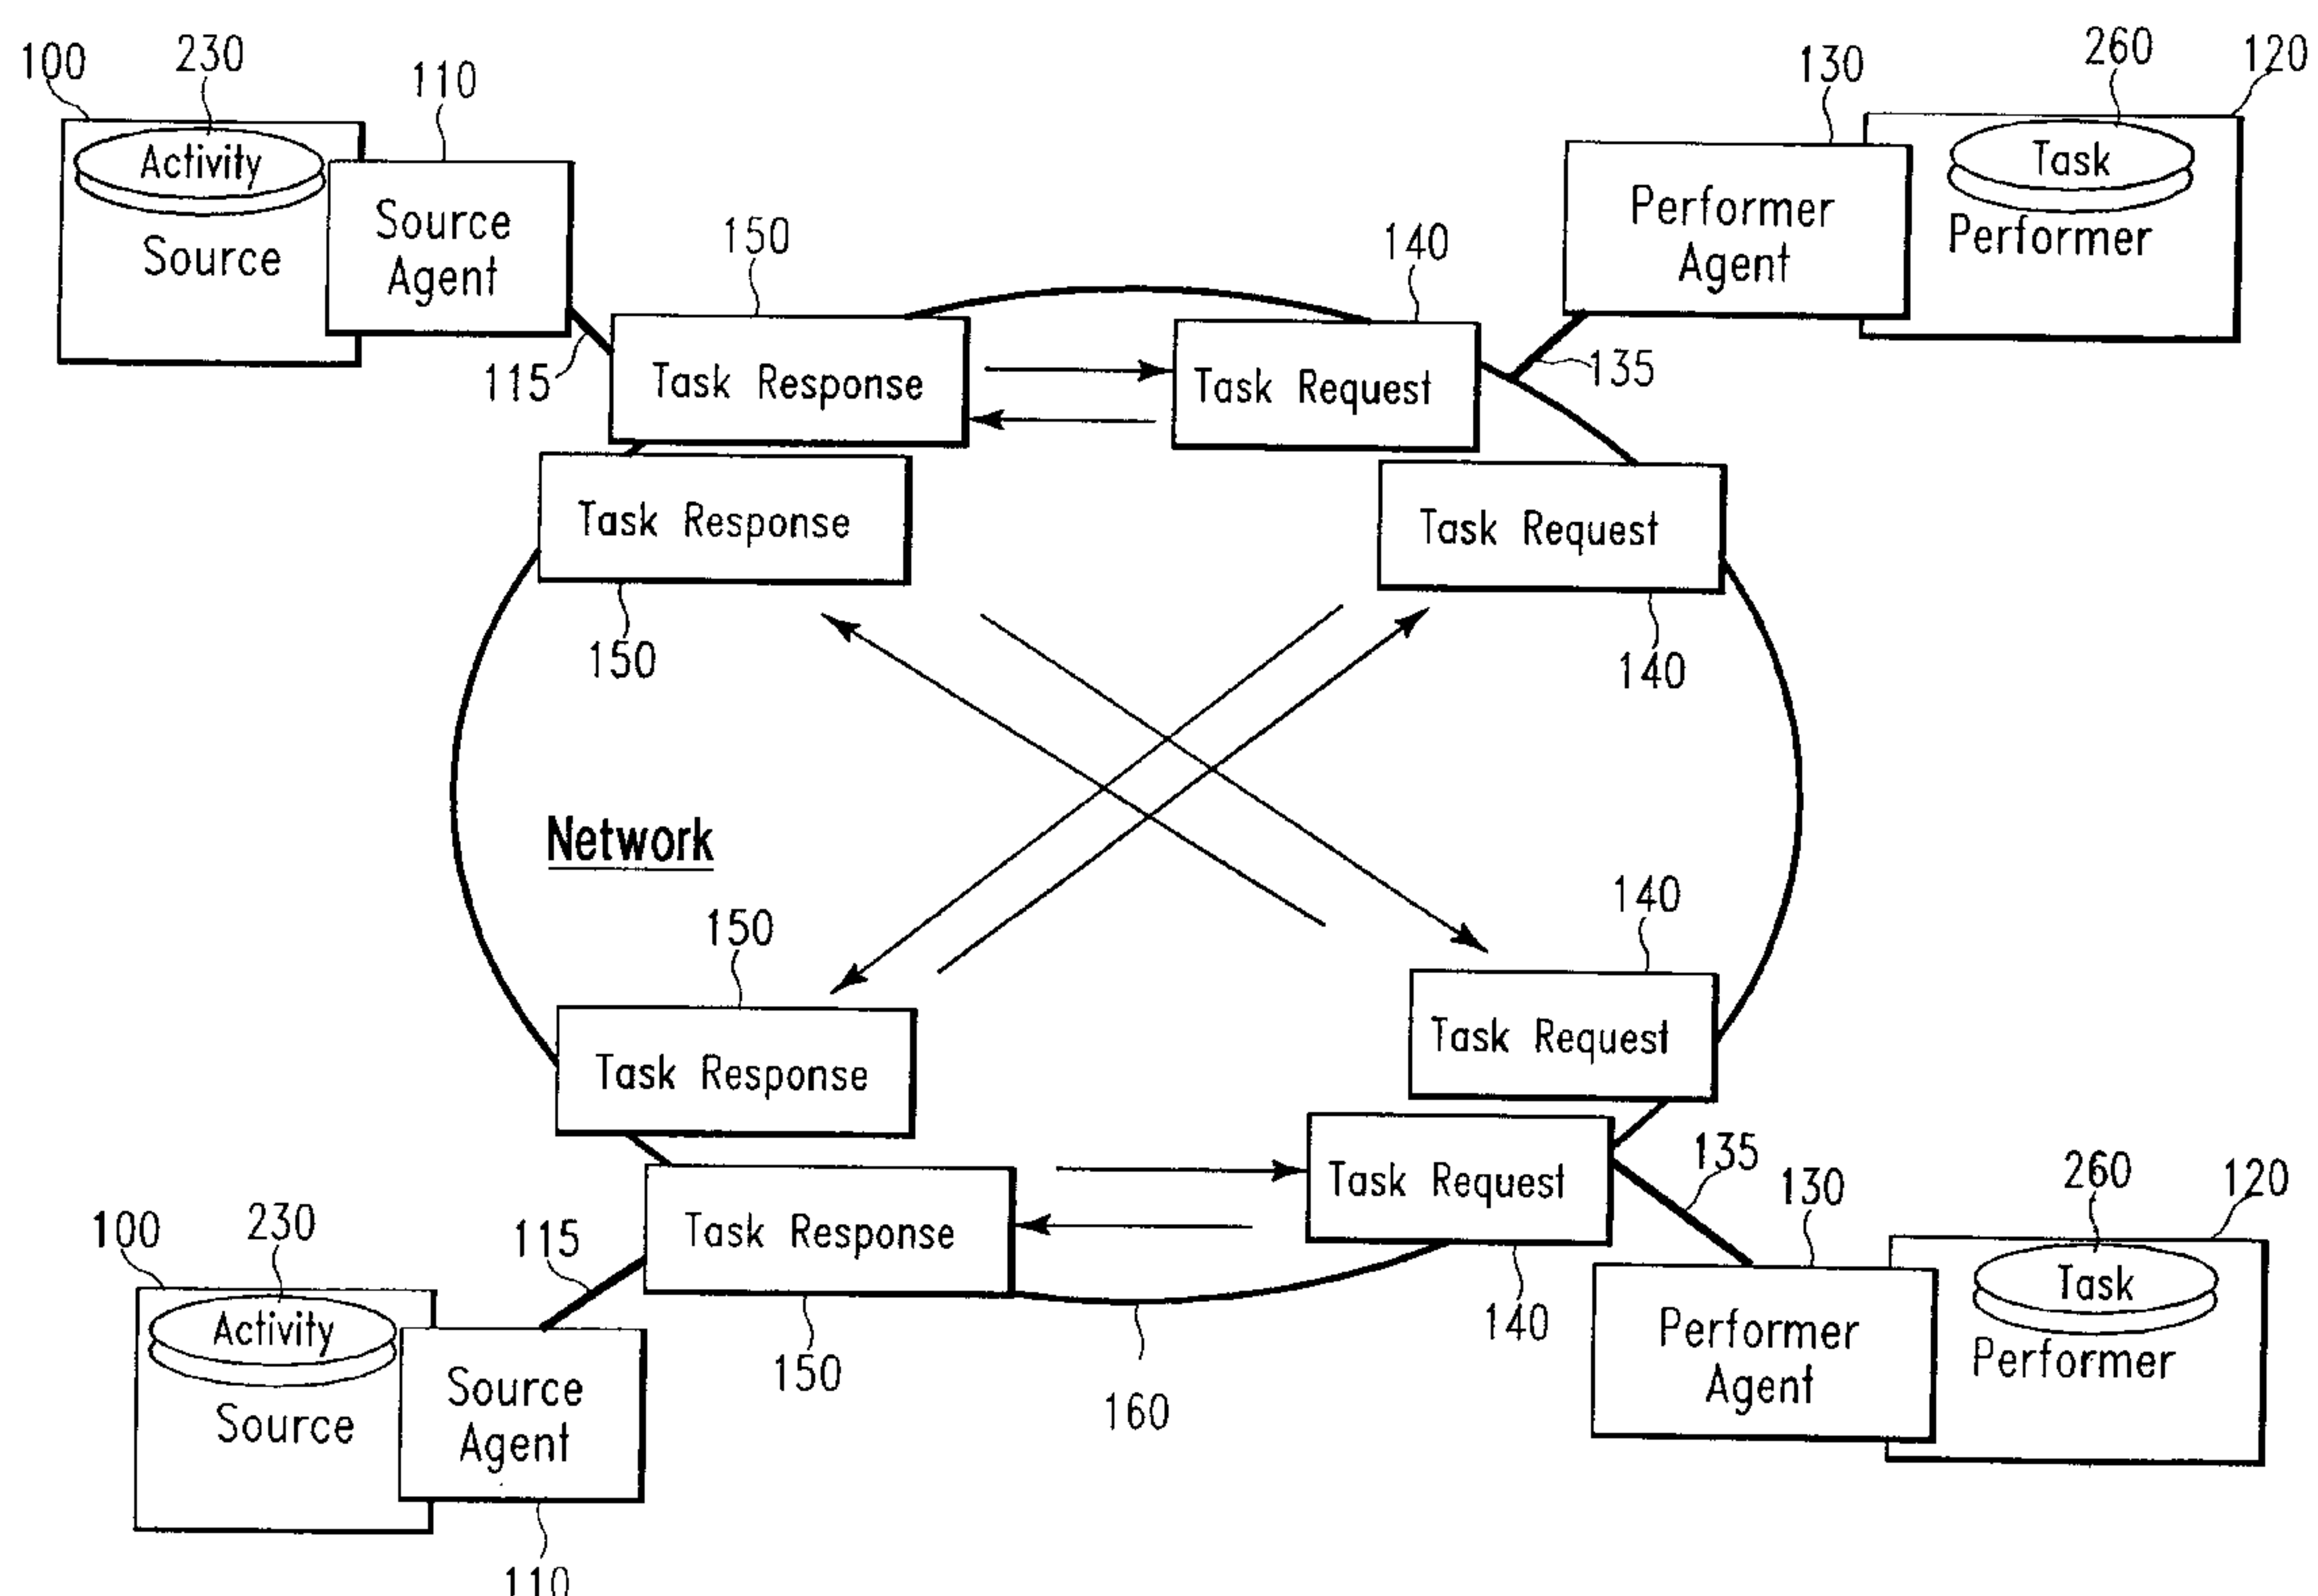 100
230
110
130
260
120
Activity
Source
Source
Agent
Performer
Agent
Task
Performer
150
140
115
135
Task Response
Task Request
Task Response
Task Request
150
140
Network
150
140
Task Response
Task Request
Task Response
Task Request
100
230
115
135
130
260
120
Activity
Source
Source
Agent
150
160
140
Performer
Agent
Task
Performer
110